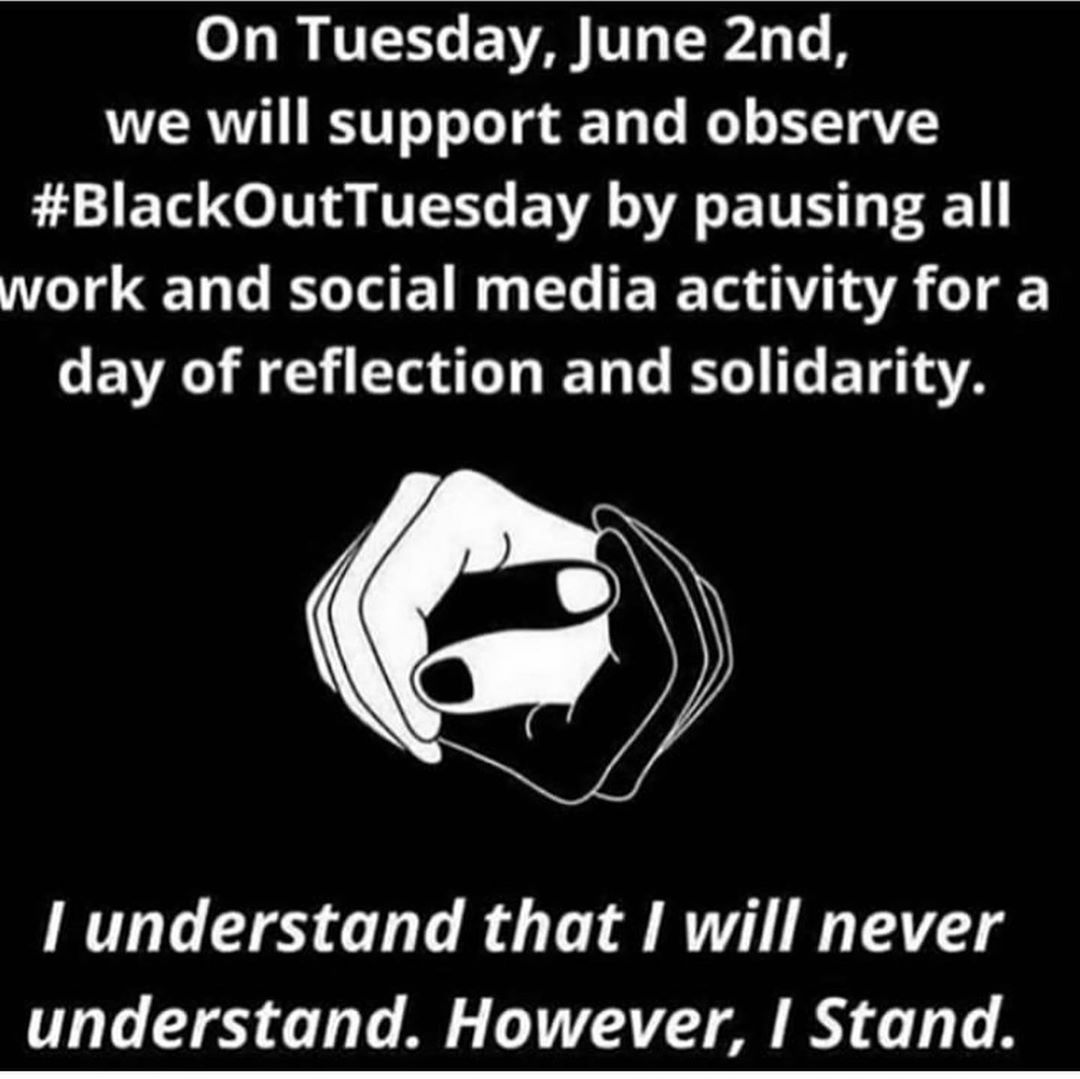 On Tuesday, June 2nd,
we will support and observe
#BlackOutTuesday by pausing all
work and social media activity for a
day of reflection and solidarity.
I understand that I will never
understand. However, I Stand.